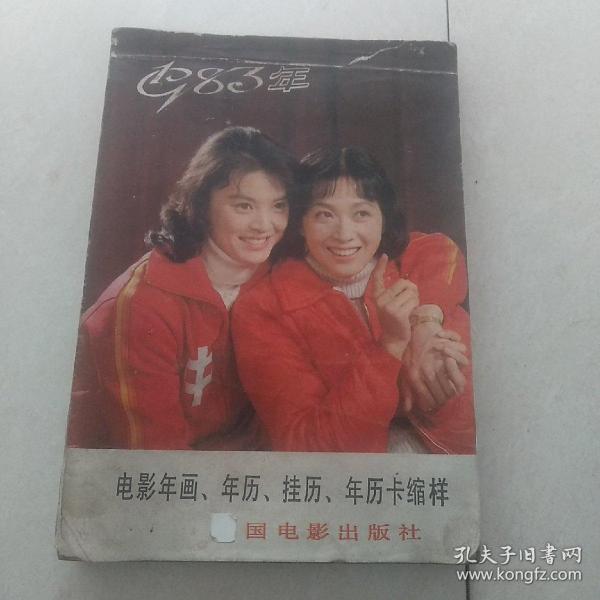 1983年
电影年画、年历、挂历、年历卡缩样
国电影出版社
孔夫子旧书网
www.kongfz.com